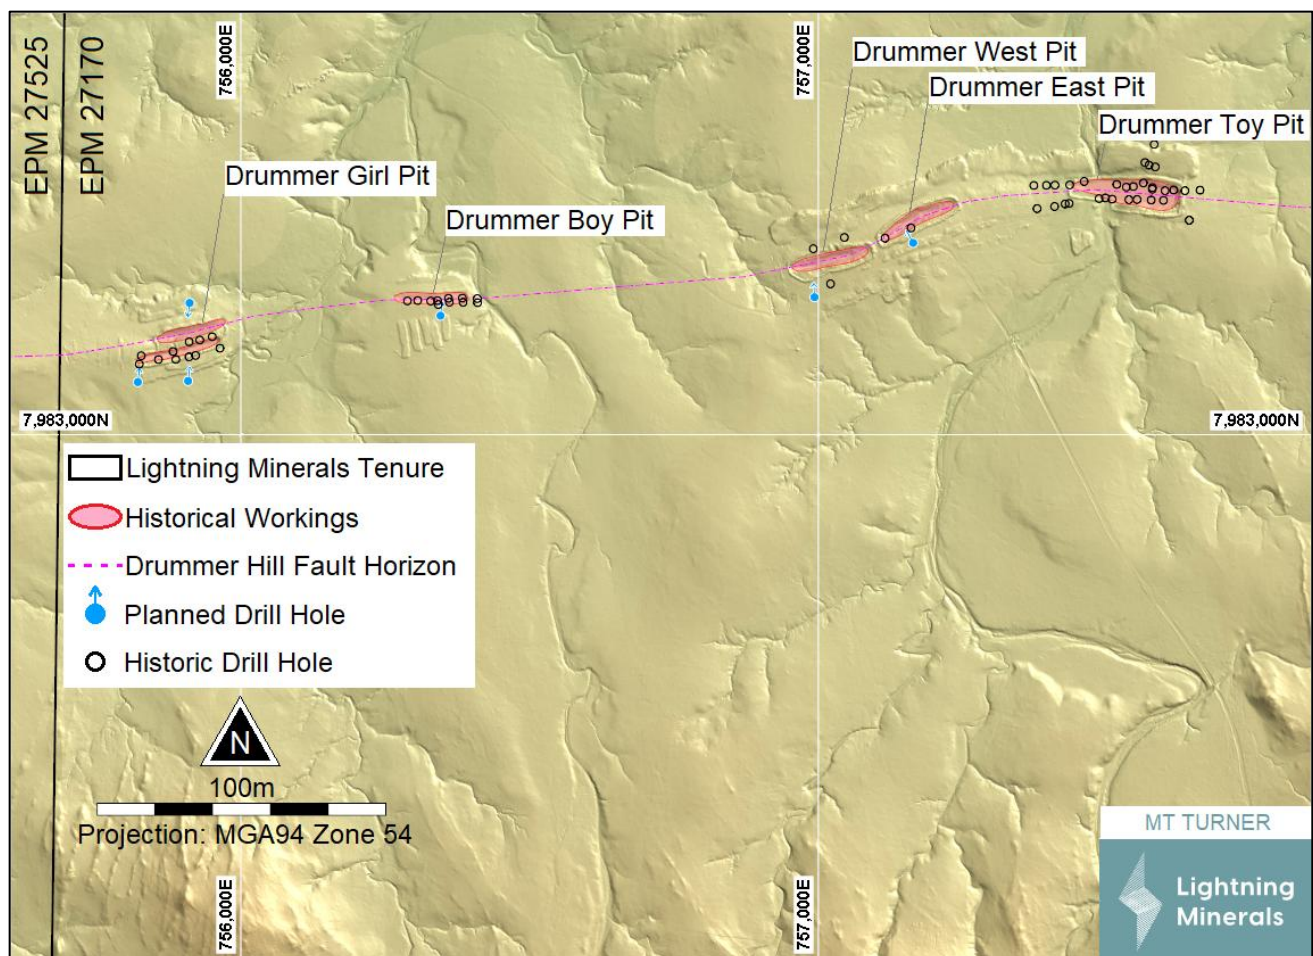 EPM 27525
EPM 27170
756,000E
757,000E
Drummer West Pit
Drummer East Pit
Drummer Toy Pit
Drummer Girl Pit
Drummer Boy Pit
7,983,000N
7,983,000N
Lightning Minerals Tenure
Historical Workings
Drummer Hill Fault Horizon
Planned Drill Hole
Historic Drill Hole
N
100m
Projection: MGA94 Zone 54
756,000E
757,000E
MT TURNER
Lightning
Minerals